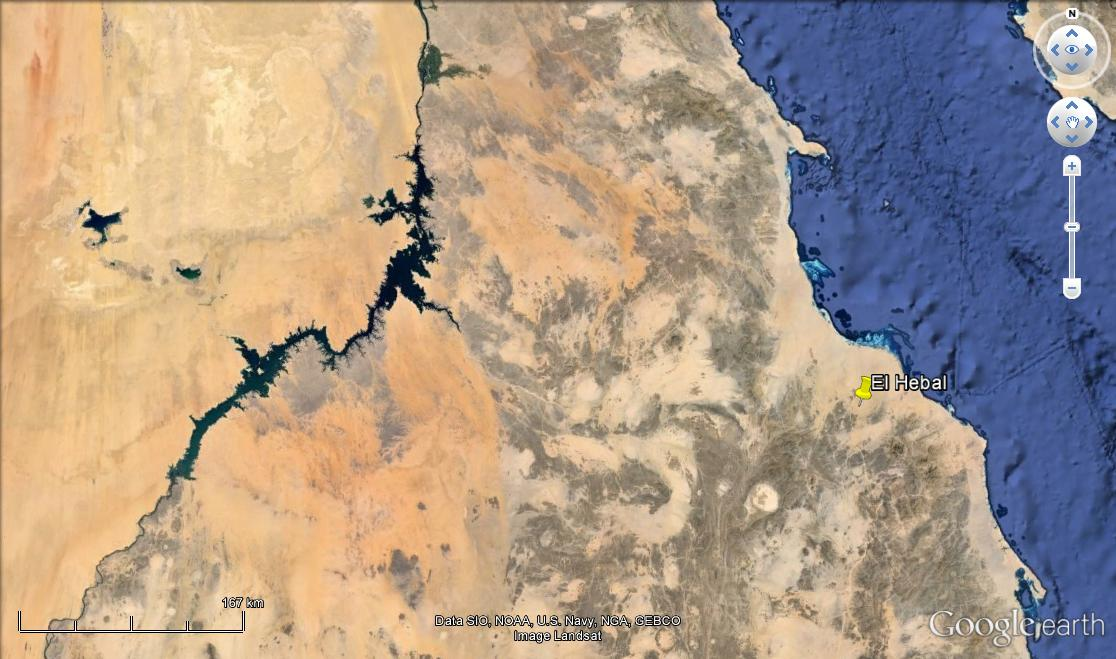 N
El Hebal
167 km
Data SIO, NOAA, U.S. Navy, NGA, GEBCO
Image Landsat
Google earth